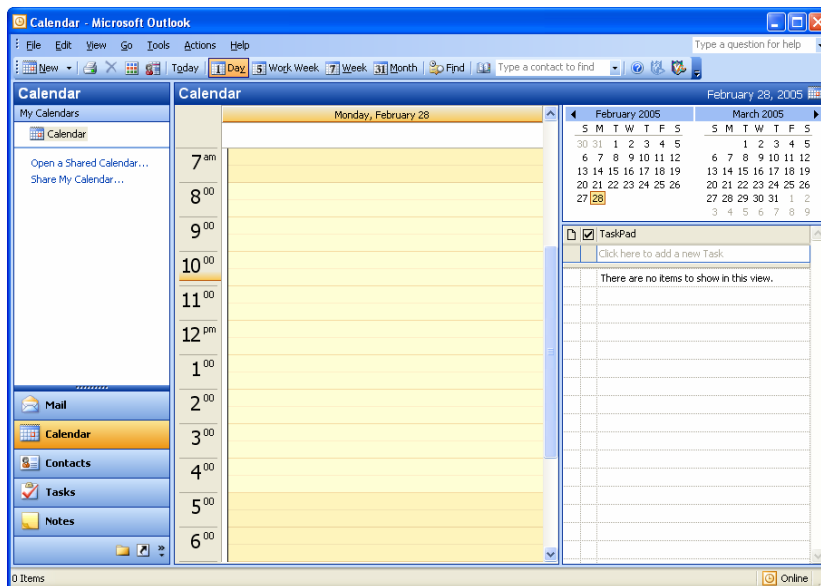 Calendar - Microsoft Outlook
File Edit View Go Tools Actions Help Type a question for help
New Today 1 Day 5 Work Week 7 Week 31 Month Find Type a contact to find
Calendar
My Calendars
Calendar
Open a Shared Calendar...
Share My Calendar...
Mail
Calendar
Contacts
Tasks
Notes
Calendar February 28, 2005
Monday, February 28
7 am
8 00
9 00
10 00
11 00
12 pm
1 00
2 00
3 00
4 00
5 00
6 00
February 2005
S M T W T F S
30 31 1 2 3 4 5
6 7 8 9 10 11 12
13 14 15 16 17 18 19
20 21 22 23 24 25 26
27 28
March 2005
S M T W T F S
1 2 3 4 5
6 7 8 9 10 11 12
13 14 15 16 17 18 19
20 21 22 23 24 25 26
27 28 29 30 31 1 2
3 4 5 6 7 8 9
TaskPad
Click here to add a new Task
There are no items to show in this view.
0 Items Online